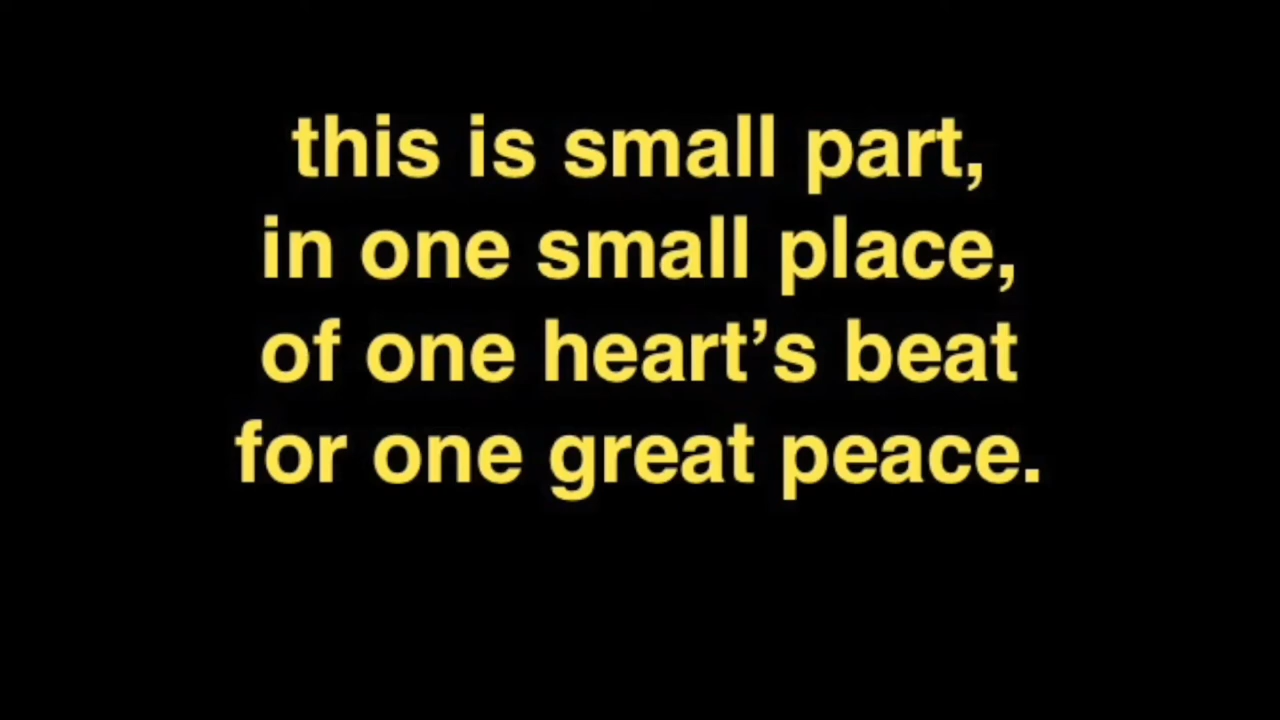 this is small part,
in one small place,
of one heart’s beat
for one great peace.